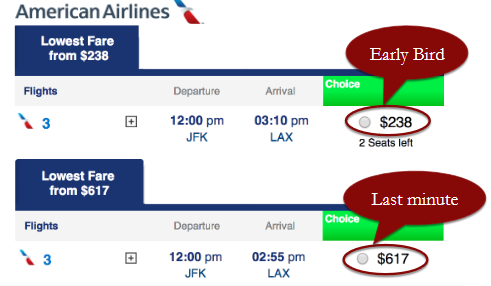 American Airlines
Lowest Fare
from $238
Early Bird
Flights Departure Arrival Choice
3 12:00 pm 03:10 pm $238
JFK LAX 2 Seats left
Lowest Fare
from $617
Last minute
Flights Departure Arrival Choice
3 12:00 pm 02:55 pm $617
JFK LAX